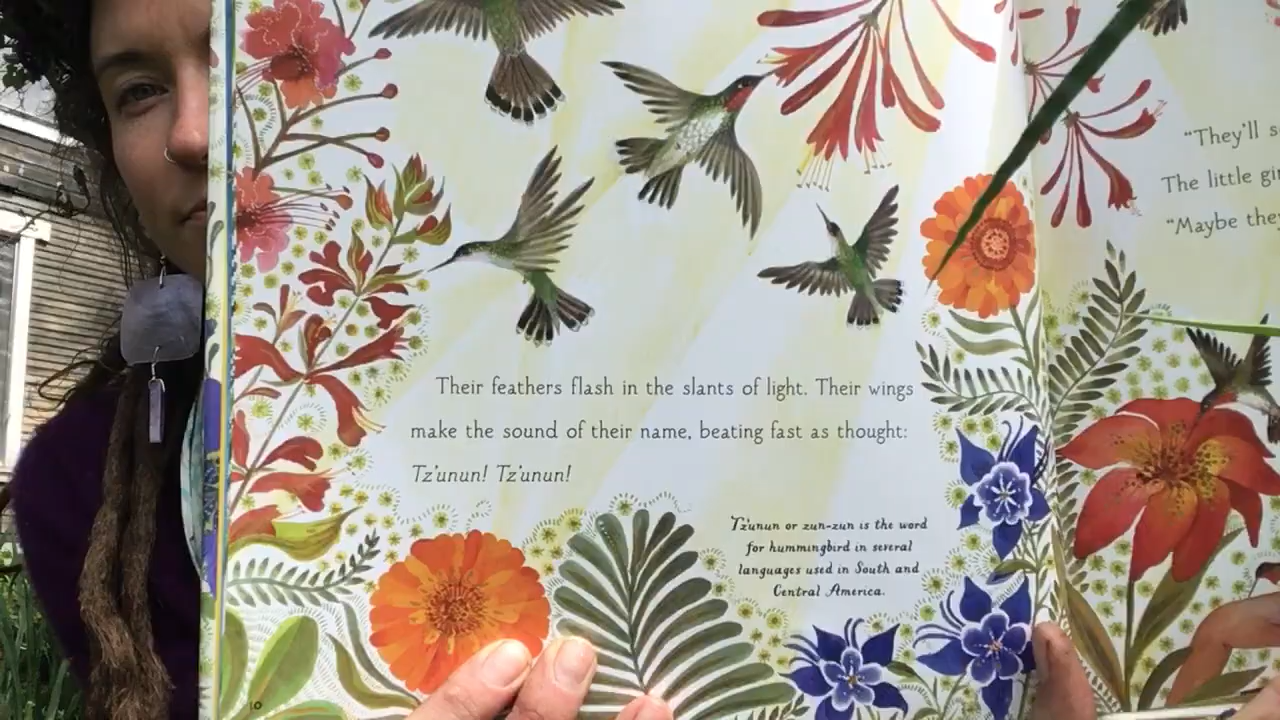 Their feathers flash in the slants of light. Their wings
make the sound of their name, beating fast as thought:
Tz'unun! Tz'unun!
Tz'unun or zun-zun is the word
for hummingbird in several
languages used in South and
Central America.
10
"They'll
The little
"Maybe